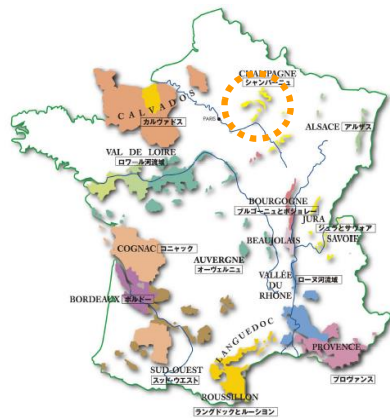 CHAMPAGNE
シャンパーニュ
CALVADOS
カルヴァドス
PARIS
ALSACE
アルザス
VAL DE LOIRE
ロワール河流域
BOURGOGNE
ブルゴーニュとボジョレー
JURA
ジュラとサヴォア
SAVOIE
BEAUJOLAIS
COGNAC
コニャック
AUVERGNE
オーヴェルニュ
VALLÉE
DU
RHÔNE
ローヌ河流域
BORDEAUX
ボルドー
LANGUEDOC
PROVENCE
プロヴァンス
SUD-OUEST
スッド・ウエスト
ROUSSILLON
ラングドックとルーション